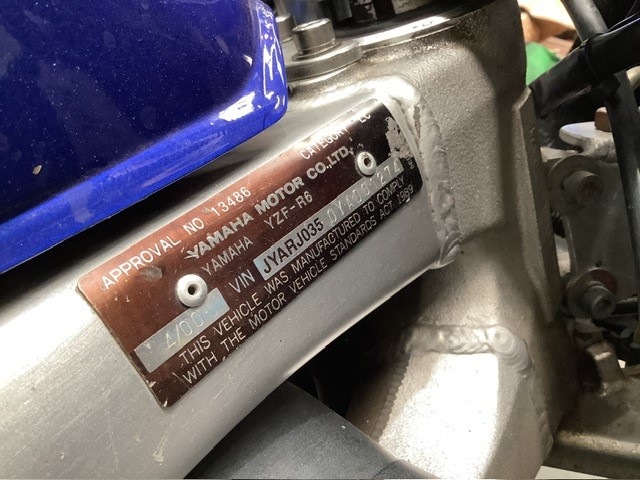 APPROVAL NO 13486 CATEGORY LC
YAMAHA MOTOR CO.,LTD.
YAMAHA YZF-R6
VIN JYARJ035
4/00
THIS VEHICLE WAS MANUFACTURED TO COMPLY
WITH THE MOTOR VEHICLE STANDARDS ACT 1989